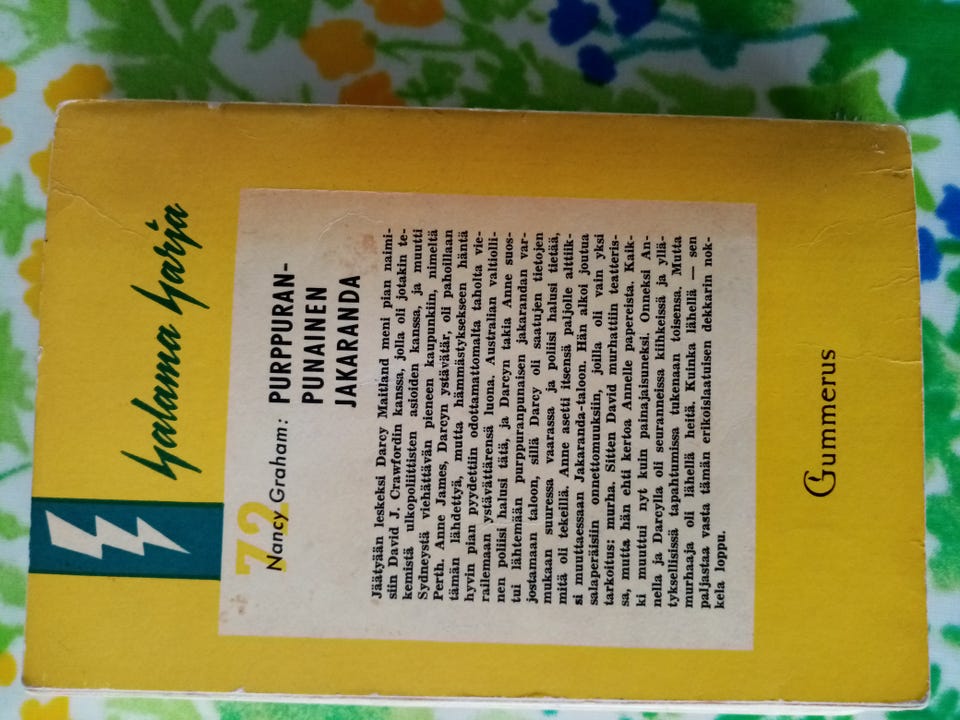 Salama Sarja
72
Nancy Graham: PURPPURAN-
PUNAINEN
JAKARANDA
Jäätyään leskeksi Darcy Maitland meni pian naimi-
siin David J. Crawfordin kanssa, jolla oli jotakin te-
kemistä ulkopoliittisten asioiden kanssa, ja muutti
Sydneystä viehättävän pieneen kaupunkiin, nimeltä
Perth. Anne James, Darcyn ystävätär, oli pahoillaan
tämän lähdettyä, mutta hämmästyksekseen häntä
hyvin pian pyydettiin odottamattomalta taholta vie-
railemaan ystävättärensä luona. Australian valtiolli-
nen poliisi halusi tätä, ja Darcyn takia Anne suos-
tui lähtemään purppuranpunaisen jakarandan var-
jostamaan taloon, sillä Darcy oli saatujen tietojen
mukaan suuressa vaarassa ja poliisi halusi tietää,
mitä oli tekeillä. Anne asetti itsensä paljolle alttiik-
si muuttaessaan Jakaranda-taloon. Hän alkoi joutua
salaperäisiin onnettomuuksiin, joilla oli vain yksi
tarkoitus: murha. Sitten David murhattiin teatteris-
sa, mutta hän ehti kertoa Annelle papereista. Kaik-
ki muuttui nyt kuin painajaisuneksi. Onneksi An-
nella ja Darcylla oli seuranneissa kiihkeissä ja yllä-
tyksellisissä tapahtumissa tukenaan toisensa. Mutta
murhaaja oli lähellä heitä. Kuinka lähellä — sen
paljastaa vasta tämän erikoislaatuisen dekkarin nok-
kela loppu.
Gummerus